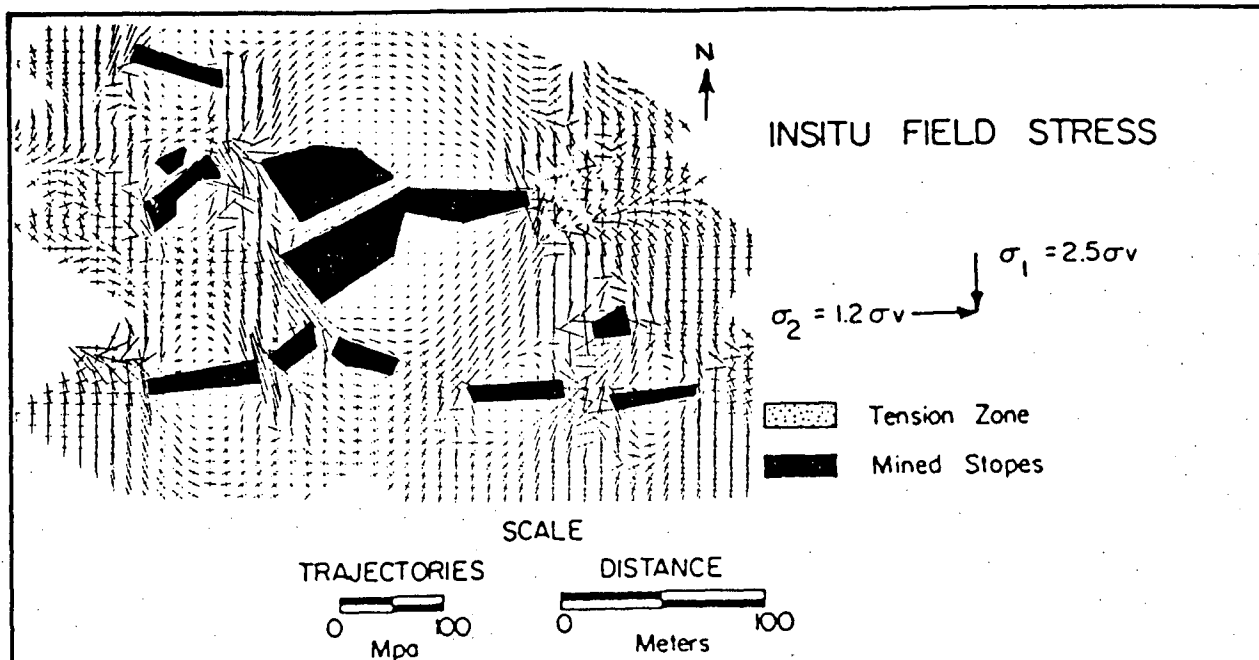 N
INSITU FIELD STRESS
σ1 = 2.5σv
σ2 = 1.2σv
Tension Zone
Mined Stopes
SCALE
TRAJECTORIES DISTANCE
0 100 0 100
Mpa Meters